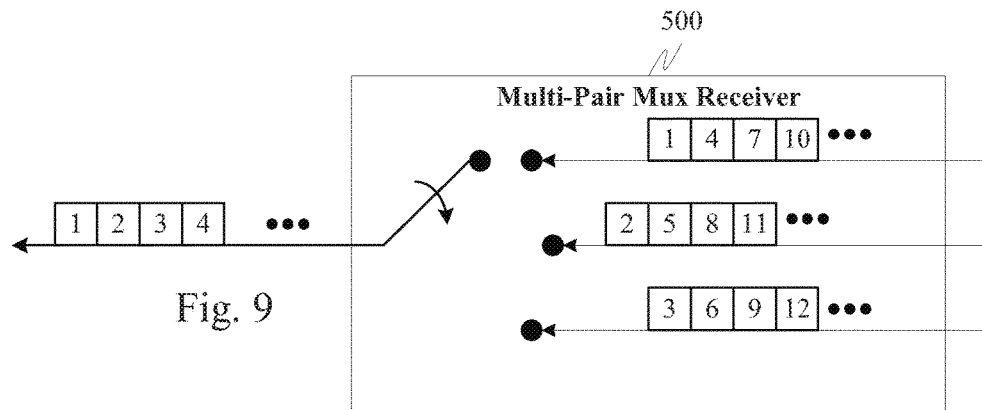 500
Multi-Pair Mux Receiver
1 4 7 10 •••
1 2 3 4 •••
2 5 8 11 •••
Fig. 9
3 6 9 12 •••